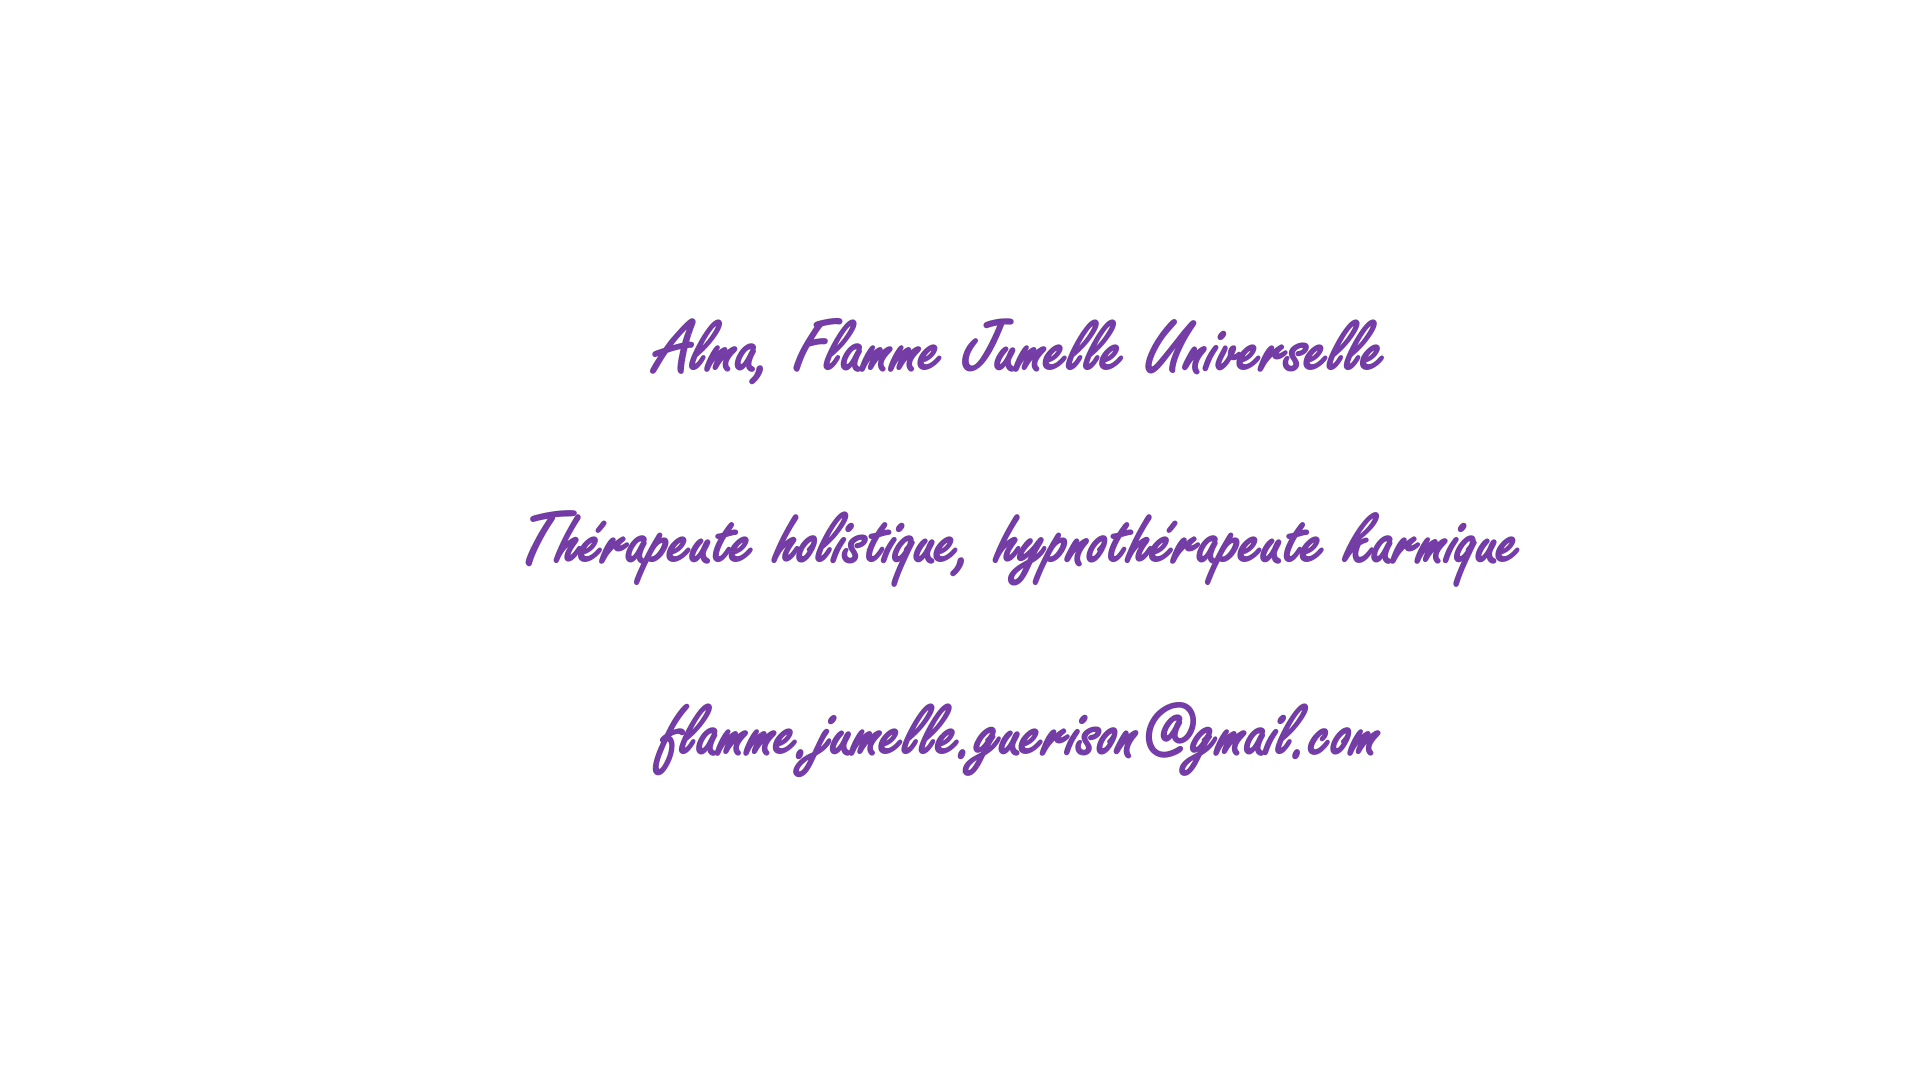 Alma, Flamme Jumelle Universelle
Thérapeute holistique, hypnothérapeute karmique
flamme.jumelle.guerison@gmail.com